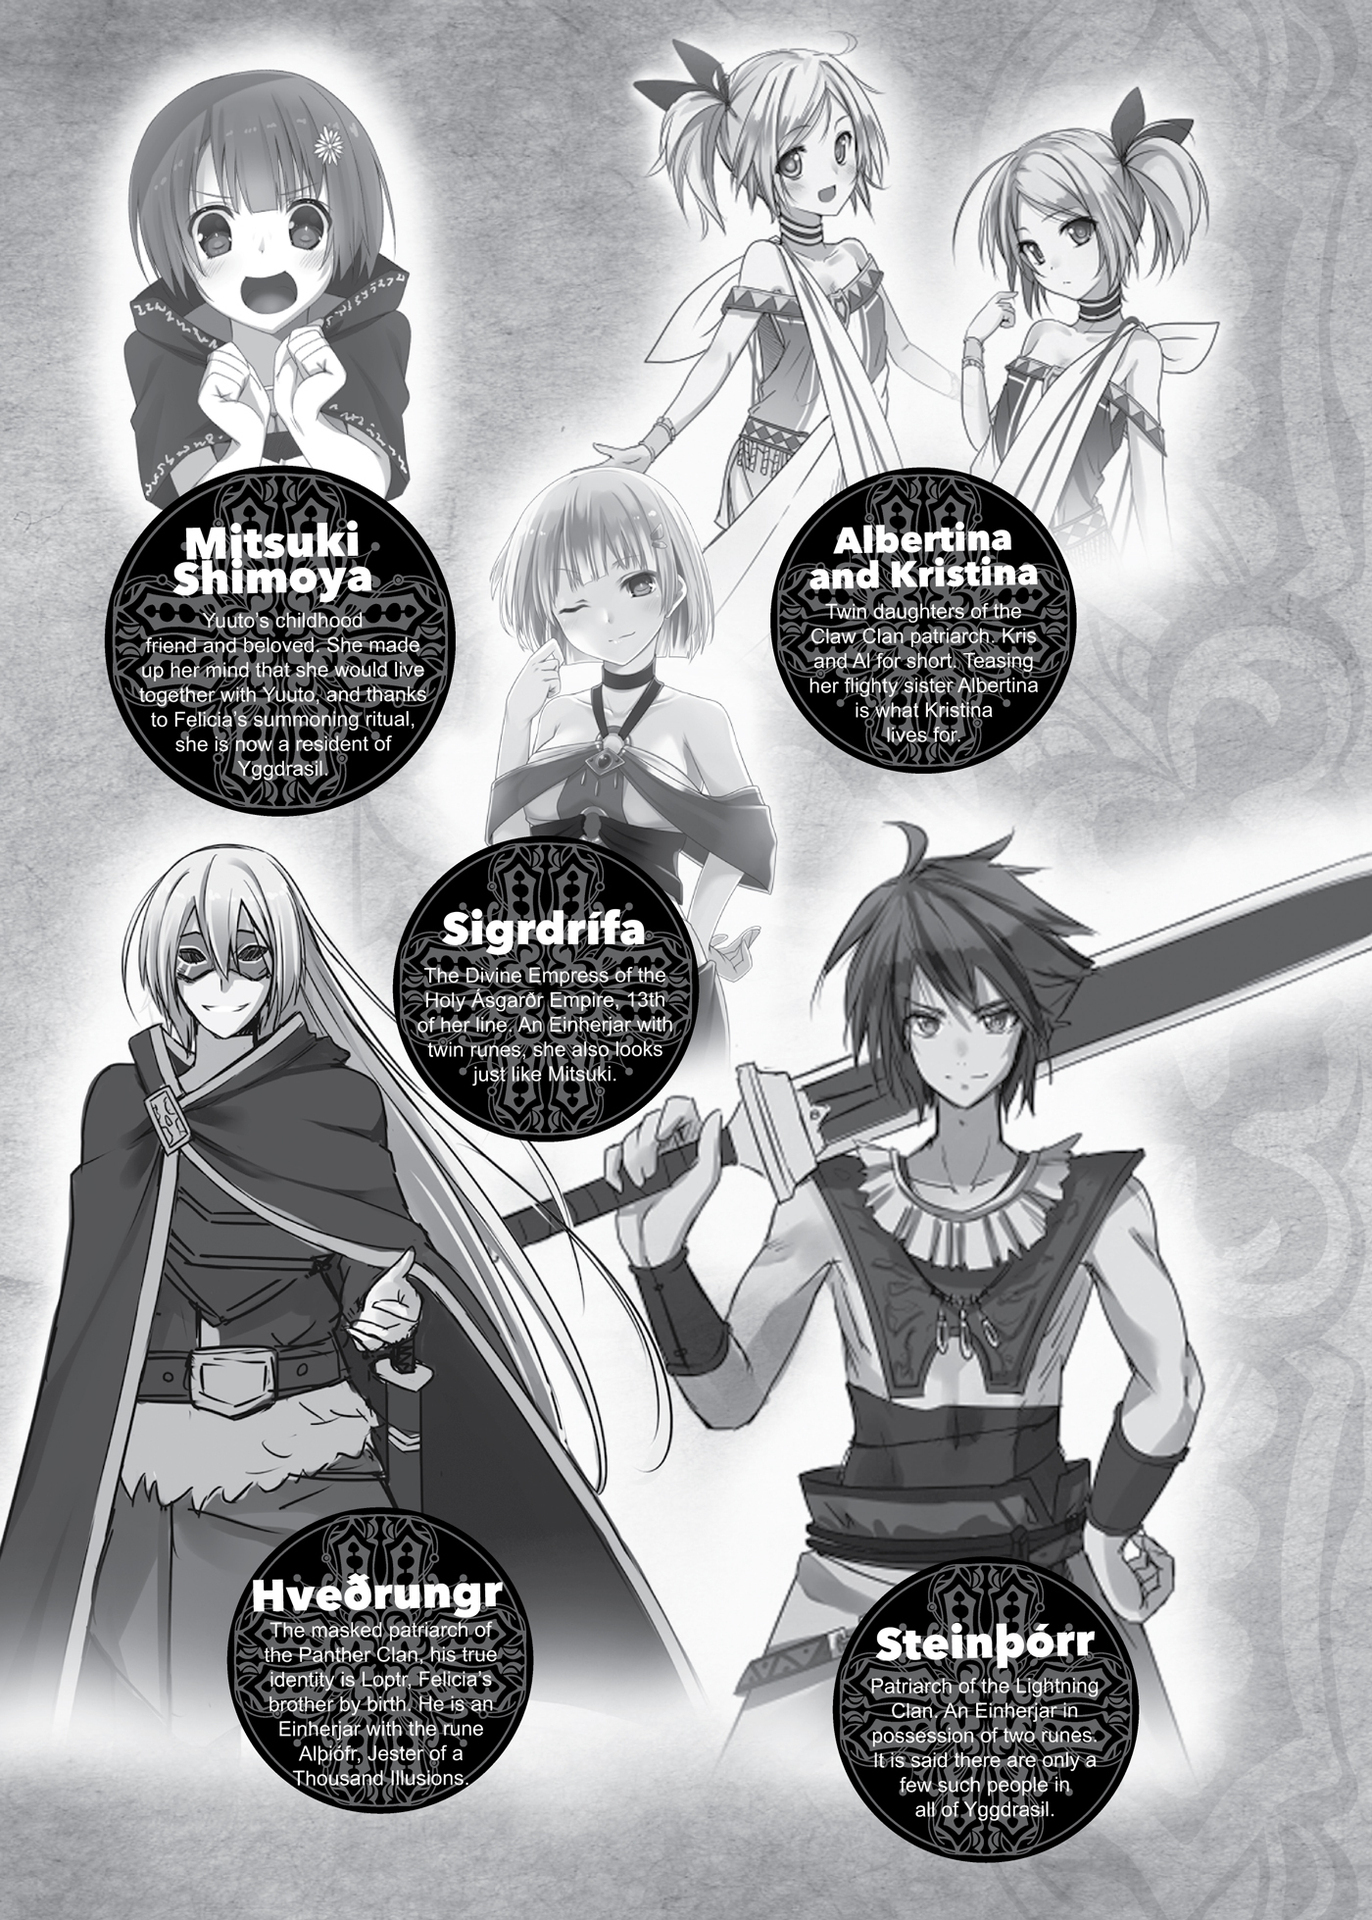 Mitsuki
Shimoya
Yuuto's childhood
friend and beloved. She made
up her mind that she would live
together with Yuuto, and thanks
to Felicia's summoning ritual,
she is now a resident of
Yggdrasil.
Albertina
and Kristina
Twin daughters of the
Claw Clan patriarch. Kris
and Al for short. Teasing
her flighty sister Albertina
is what Kristina
lives for.
Sigrdrífa
The Divine Empress of the
Holy Ásgarðr Empire, 13th
of her line. An Einherjar with
twin runes, she also looks
just like Mitsuki.
Hveðrungr
The masked patriarch of
the Panther Clan, his true
identity is Loptr, Felicia's
brother by birth. He is an
Einherjar with the rune
Alþiófr, Jester of a
Thousand Illusions.
Steinþórr
Patriarch of the Lightning
Clan. An Einherjar in
possession of two runes.
It is said there are only a
few such people in
all of Yggdrasil.